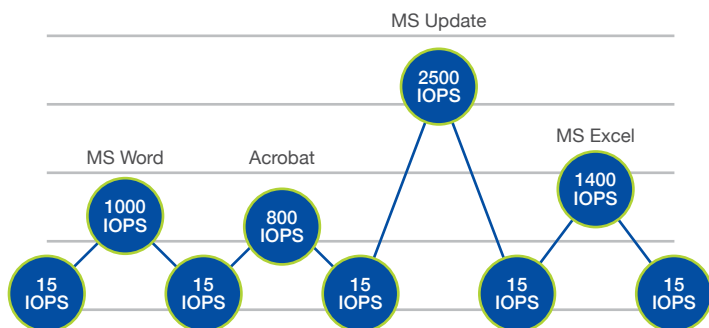 MS Update
2500
IOPS
MS Word
Acrobat
MS Excel
1000
IOPS
800
IOPS
1400
IOPS
15
IOPS
15
IOPS
15
IOPS
15
IOPS
15
IOPS